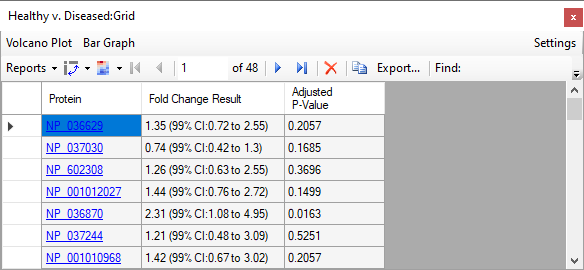 Healthy v. Diseased:Grid
Volcano Plot Bar Graph Settings
Reports 1 of 48 Export... Find:
Protein Fold Change Result Adjusted P-Value
NP_036629 1.35 (99% CI:0.72 to 2.55) 0.2057
NP_037030 0.74 (99% CI:0.42 to 1.3) 0.1685
NP_602308 1.26 (99% CI:0.63 to 2.55) 0.3696
NP_001012027 1.44 (99% CI:0.76 to 2.72) 0.1499
NP_036870 2.31 (99% CI:1.08 to 4.95) 0.0163
NP_037244 1.21 (99% CI:0.48 to 3.09) 0.5251
NP_001010968 1.42 (99% CI:0.67 to 3.02) 0.2057